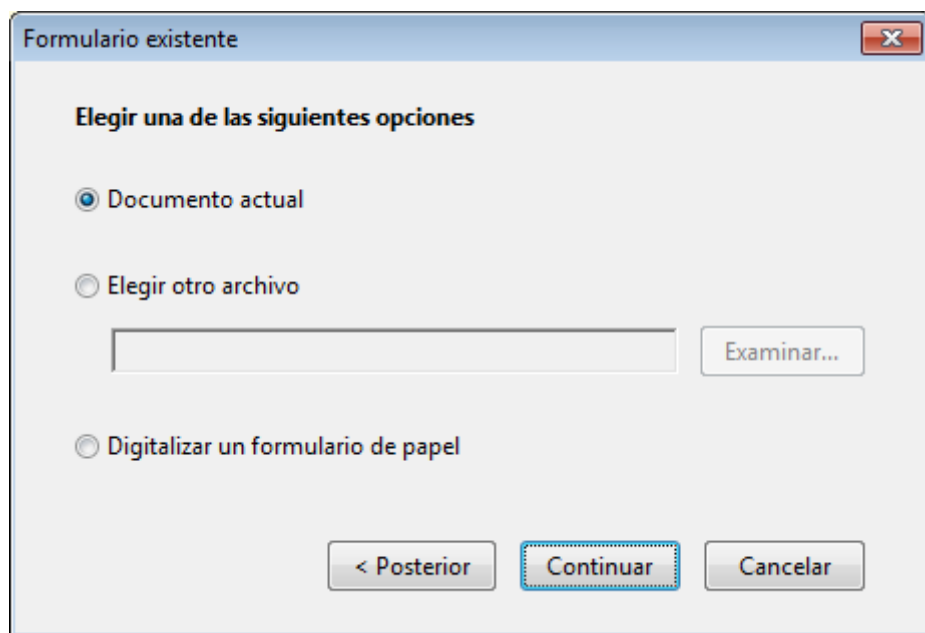 Formulario existente
Elegir una de las siguientes opciones
Documento actual
Elegir otro archivo
Examinar...
Digitalizar un formulario de papel
< Posterior Continuar Cancelar